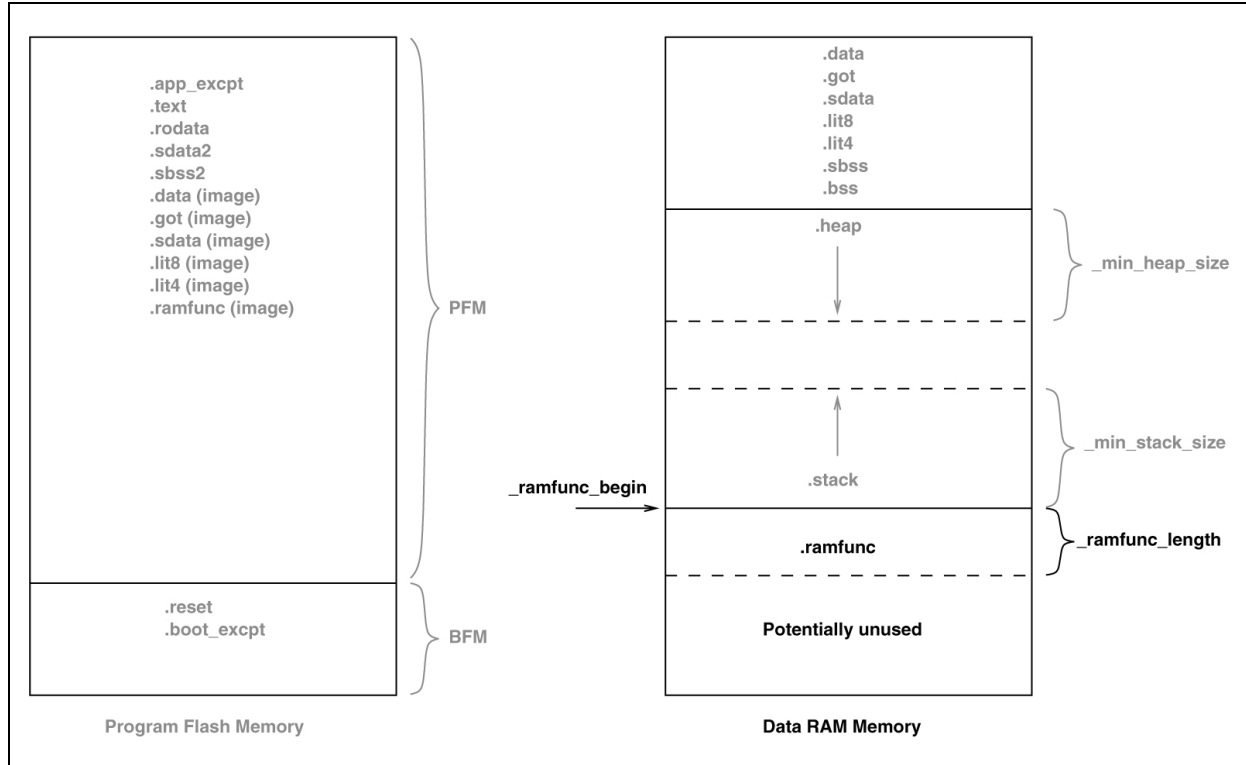 .app_excpt
.text
.rodata
.sdata2
.sbss2
.data (image)
.got (image)
.sdata (image)
.lit8 (image)
.lit4 (image)
.ramfunc (image)
PFM
.reset
.boot_excpt
BFM
Program Flash Memory
.data
.got
.sdata
.lit8
.lit4
.sbss
.bss
.heap
_min_heap_size
_min_stack_size
.stack
_ramfunc_begin
.ramfunc
_ramfunc_length
Potentially unused
Data RAM Memory